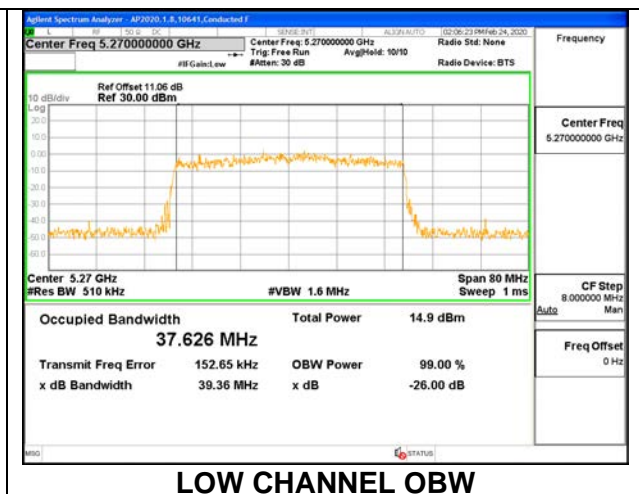 Agilent Spectrum Analyzer - AP2020.1.8,10641,Conducted F
L RF 50 Ω DC SENSE:INT ALIGN AUTO 02:06:23 PM Feb 24, 2020
Center Freq 5.270000000 GHz
Center Freq: 5.270000000 GHz
Radio Std: None
Trig: Free Run Avg|Hold: 10/10
#IFGain:Low #Atten: 30 dB Radio Device: BTS
Frequency
Ref Offset 11.06 dB
10 dB/div Ref 30.00 dBm
Log
20.0
10.0
0.00
-10.0
-20.0
-30.0
-40.0
-50.0
-60.0
Center Freq
5.270000000 GHz
Center 5.27 GHz Span 80 MHz
#Res BW 510 kHz #VBW 1.6 MHz Sweep 1 ms
CF Step
8.000000 MHz
Auto Man
Occupied Bandwidth Total Power 14.9 dBm
37.626 MHz
Freq Offset
0 Hz
Transmit Freq Error 152.65 kHz OBW Power 99.00 %
x dB Bandwidth 39.36 MHz x dB -26.00 dB
MSG STATUS
LOW CHANNEL OBW